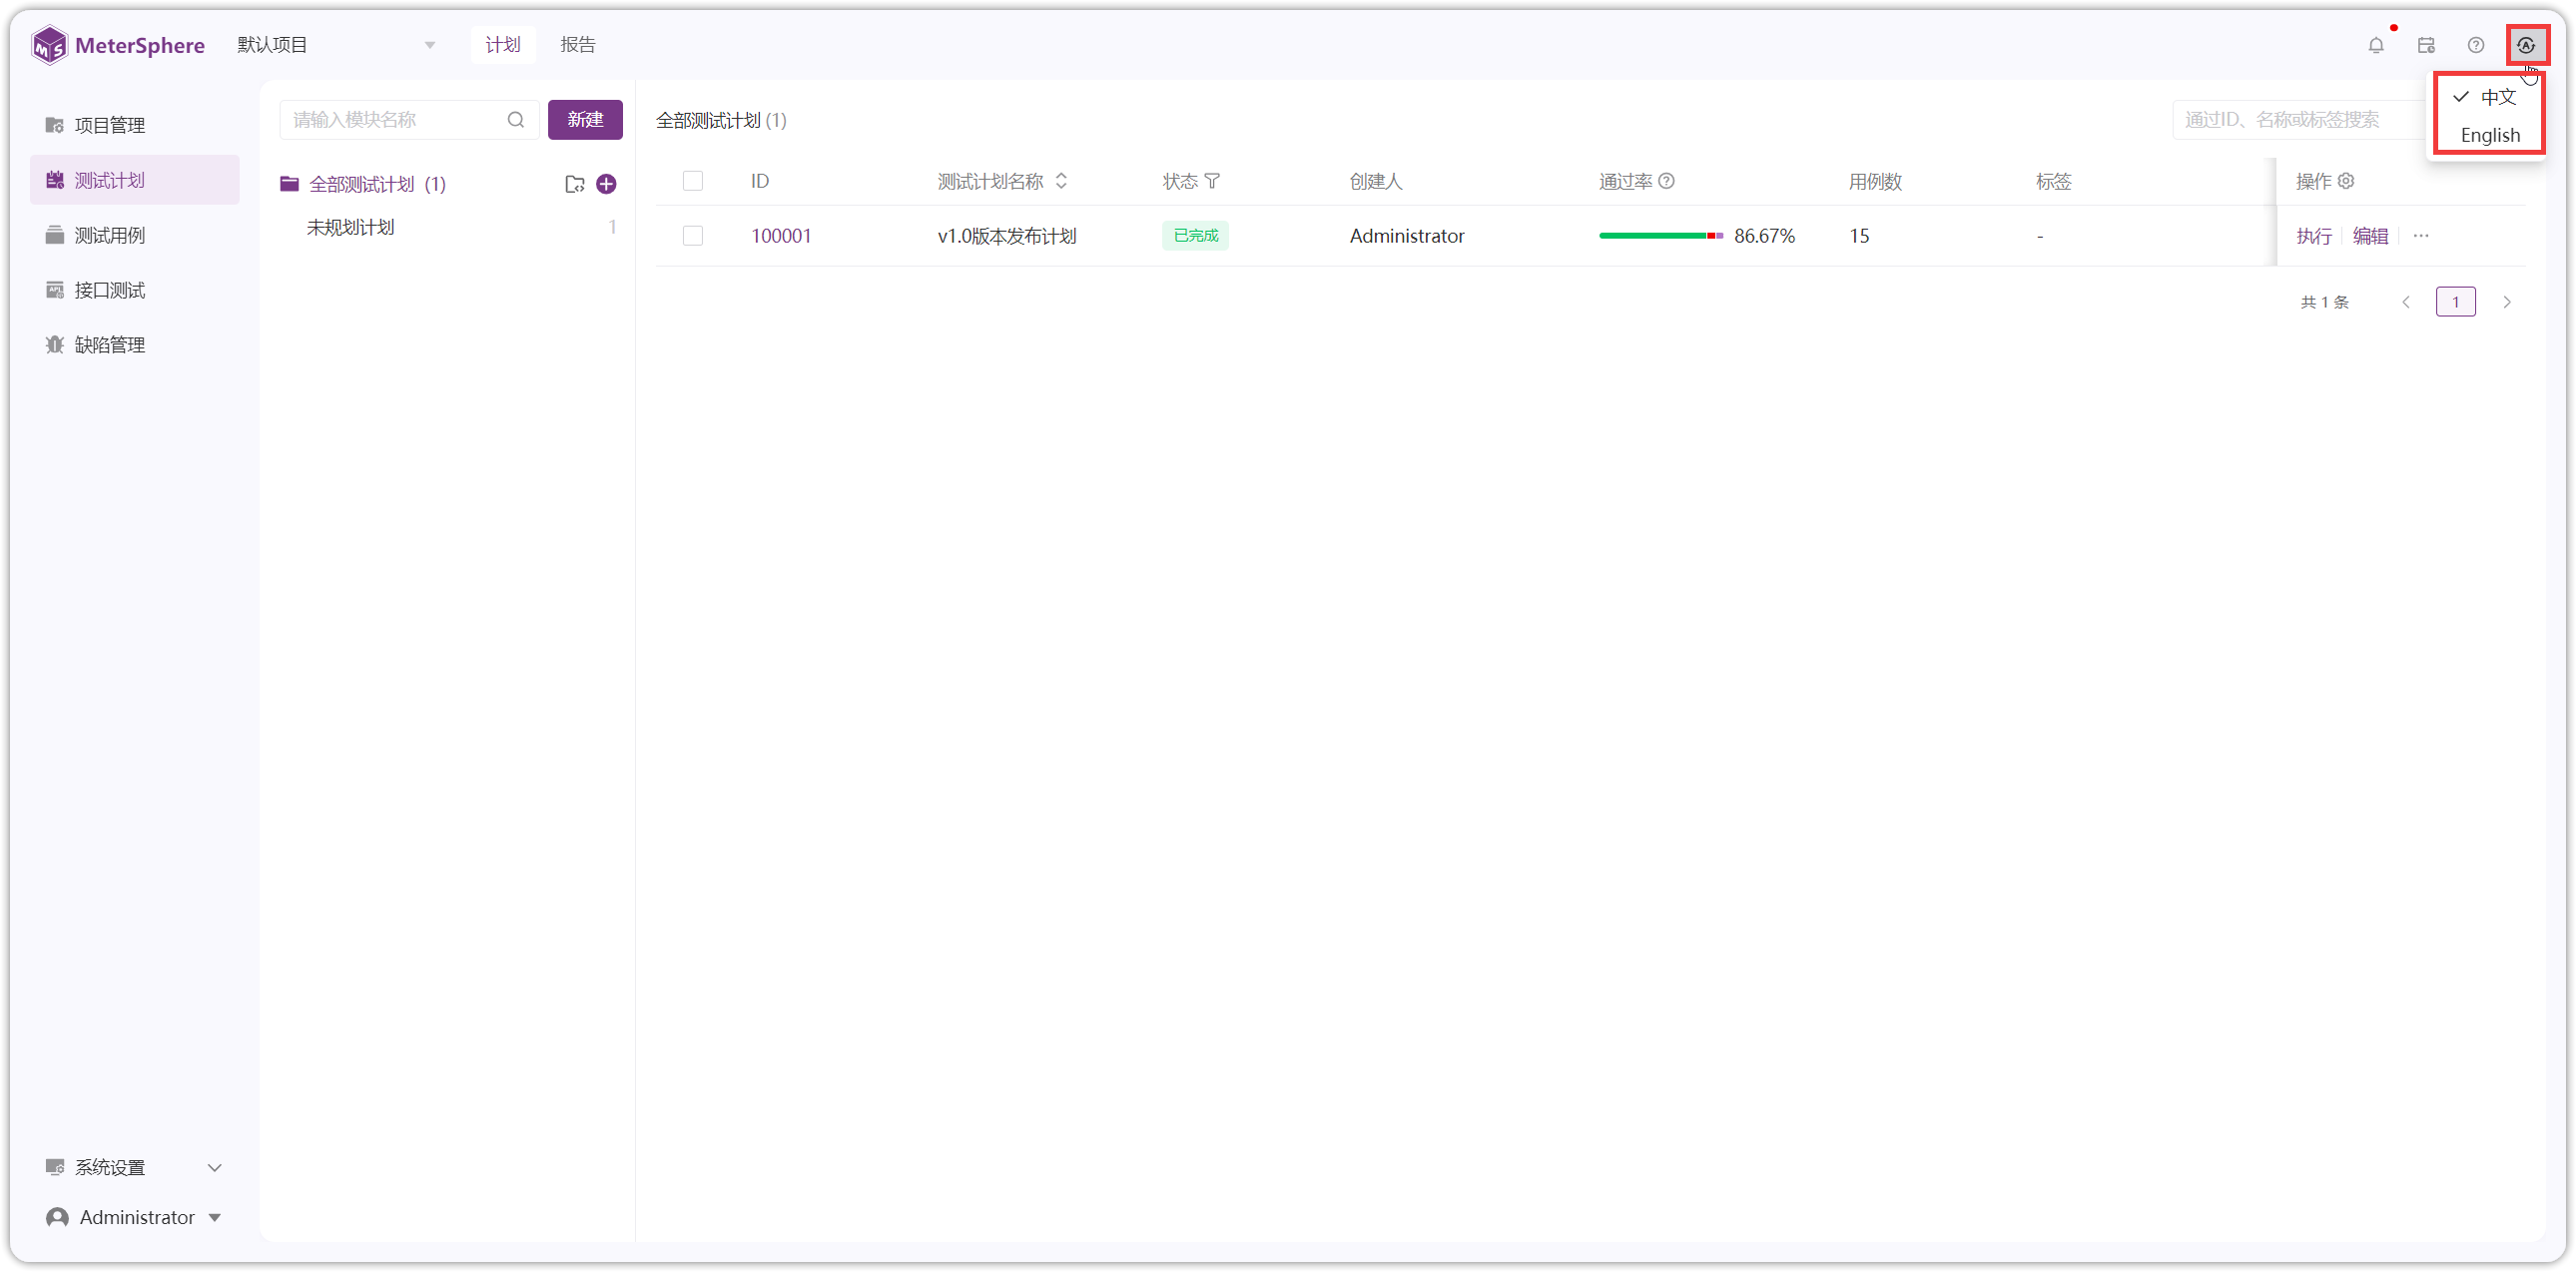 MeterSphere 默认项目 计划 报告
中文
English
项目管理
测试计划
测试用例
接口测试
缺陷管理
系统设置
Administrator
请输入模块名称 新建
全部测试计划 (1)
未规划计划 1
全部测试计划 (1) 通过ID、名称或标签搜索
ID 测试计划名称 状态 创建人 通过率 用例数 标签 操作
100001 v1.0版本发布计划 已完成 Administrator 86.67% 15 - 执行 编辑 ...
共 1 条 1